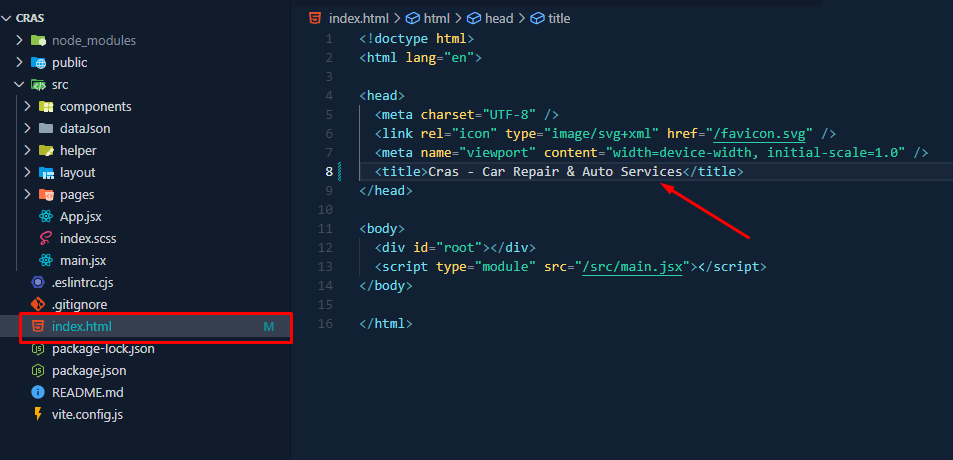 CRAS
node_modules
public
src
components
dataJson
helper
layout
pages
App.jsx
index.scss
main.jsx
.eslintrc.cjs
.gitignore
index.html M
package-lock.json
package.json
README.md
vite.config.js
index.html > html > head > title
1 <!doctype html>
2 <html lang="en">
3
4 <head>
5 <meta charset="UTF-8" />
6 <link rel="icon" type="image/svg+xml" href="/favicon.svg" />
7 <meta name="viewport" content="width=device-width, initial-scale=1.0" />
8 <title>Cras - Car Repair & Auto Services</title>
9 </head>
10
11 <body>
12 <div id="root"></div>
13 <script type="module" src="/src/main.jsx"></script>
14 </body>
15
16 </html>